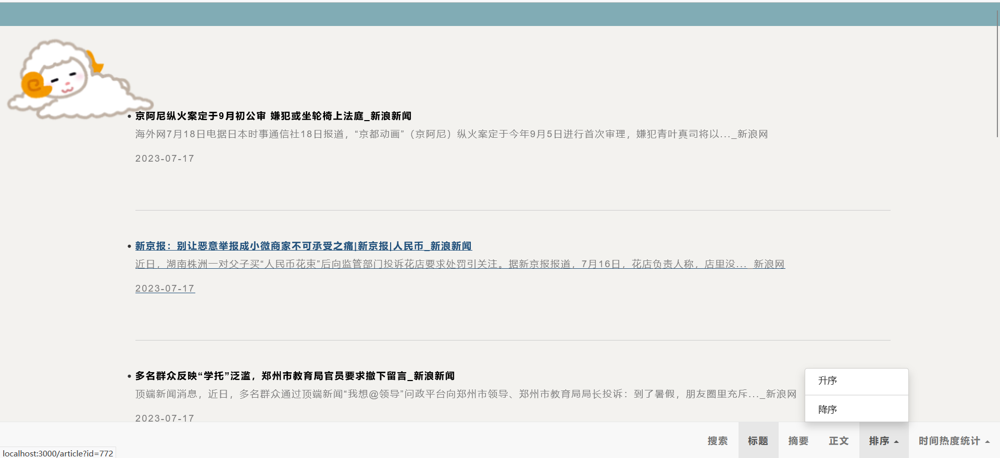 京阿尼纵火案定于9月初公审 嫌犯或坐轮椅上法庭_新浪新闻
海外网7月18日电据日本时事通信社18日报道，“京都动画”（京阿尼）纵火案定于今年9月5日进行首次审理，嫌犯青叶真司将以..._新浪网
2023-07-17
新京报：别让恶意举报成小微商家不可承受之痛|新京报|人民币_新浪新闻
近日，湖南株洲一对父子买“人民币花束”后向监管部门投诉花店要求处罚引关注。据新京报报道，7月16日，花店负责人称，店里没..._新浪网
2023-07-17
多名群众反映“学托”泛滥，郑州市教育局官员要求撤下留言_新浪新闻
顶端新闻消息，近日，多名群众通过顶端新闻“我想@领导”问政平台向郑州市领导、郑州市教育局局长投诉：到了暑假，朋友圈里充斥..._新浪网
2023-07-17
升序
降序
搜索 标题 摘要 正文 排序 时间热度统计
localhost:3000/article?id=772